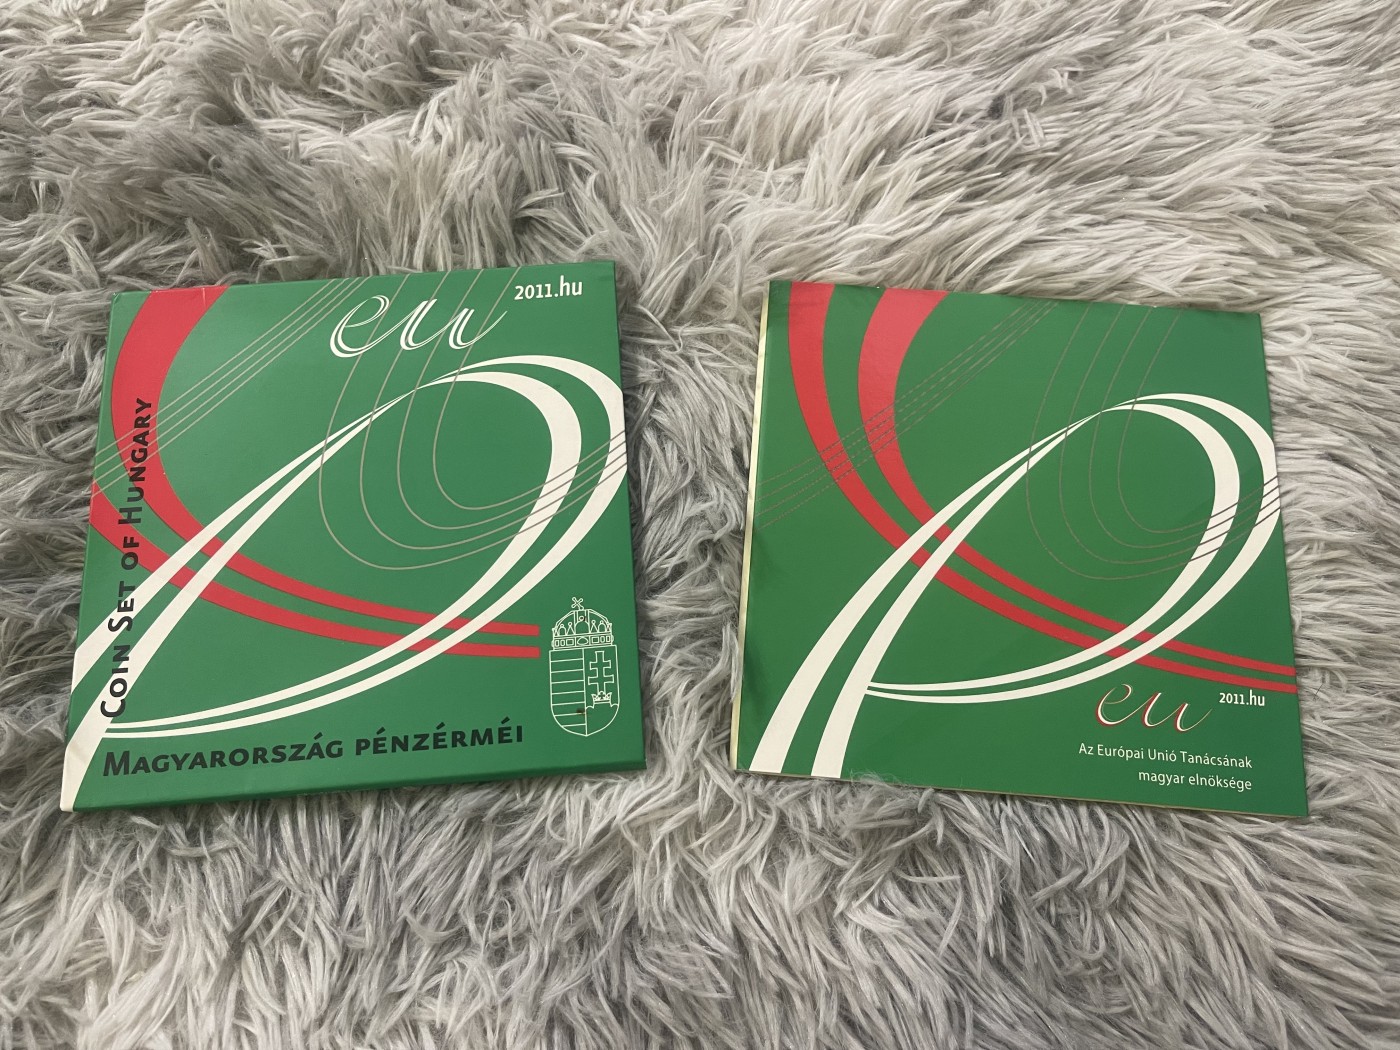 eu 2011.hu
COIN SET OF HUNGARY
MAGYARORSZÁG PÉNZÉRMÉI
eu 2011.hu
Az Európai Unió Tanácsának
magyar elnöksége